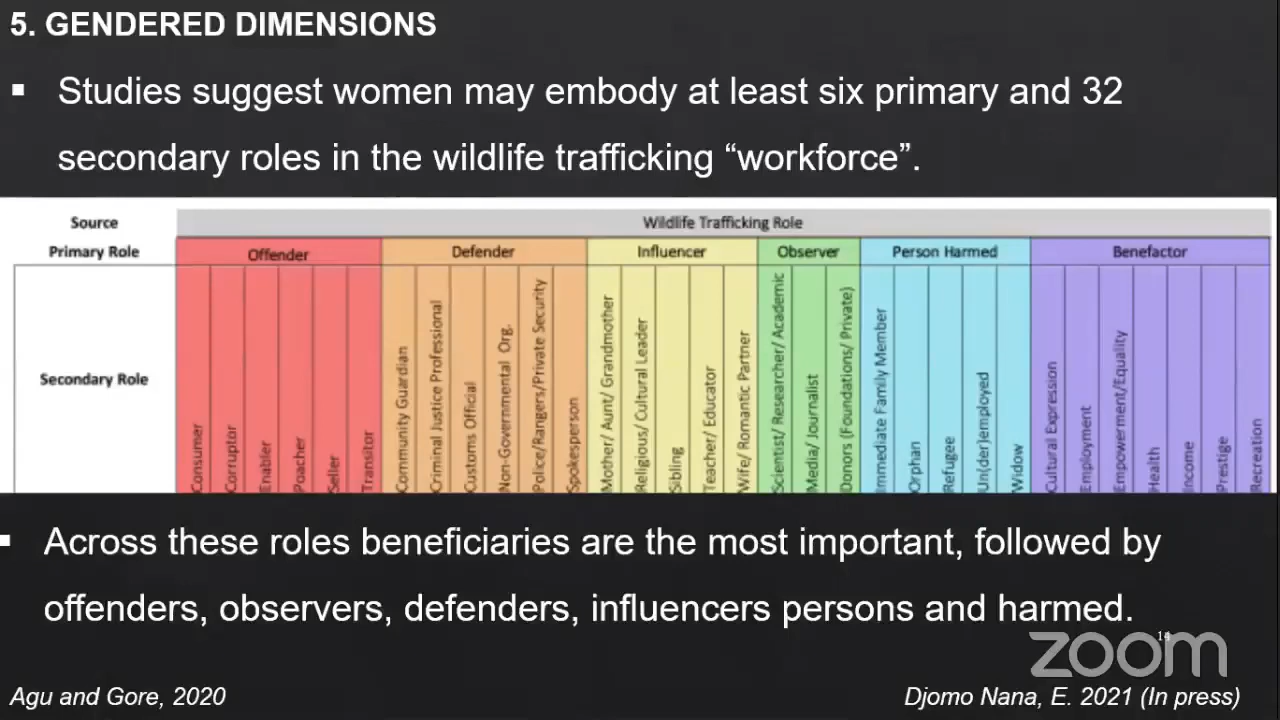 5. GENDERED DIMENSIONS
▪ Studies suggest women may embody at least six primary and 32
secondary roles in the wildlife trafficking “workforce”.
Source Wildlife Trafficking Role
Primary Role Offender Defender Influencer Observer Person Harmed Benefactor
Secondary Role
Consumer
Corruptor
Enabler
Poacher
Seller
Transitor
Community Guardian
Criminal Justice Professional
Customs Official
Non-Governmental Org.
Police/Rangers/Private Security
Spokesperson
Mother/ Aunt/ Grandmother
Religious/ Cultural Leader
Sibling
Teacher/ Educator
Wife/ Romantic Partner
Scientist/ Researcher/ Academic
Media/ Journalist
Donors (Foundations/ Private)
Immediate Family Member
Orphan
Refugee
Un(der)employed
Widow
Cultural Expression
Employment
Empowerment/Equality
Health
Income
Prestige
Recreation
▪ Across these roles beneficiaries are the most important, followed by
offenders, observers, defenders, influencers persons and harmed.
14
zoom
Agu and Gore, 2020 Djomo Nana, E. 2021 (In press)